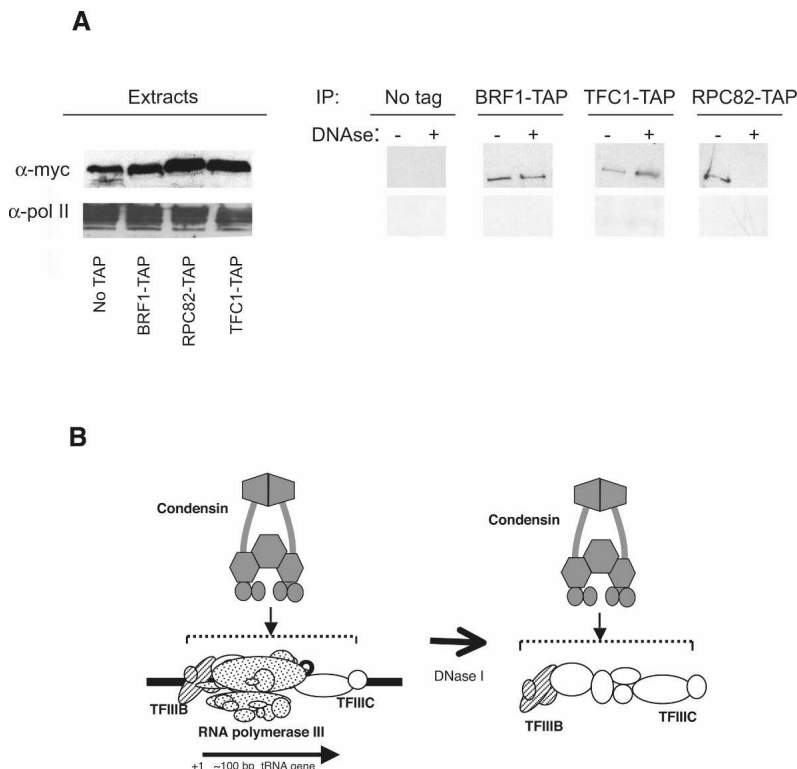 A
Extracts
IP: No tag BRF1-TAP TFC1-TAP RPC82-TAP
DNAse: - + - + - + - +
α-myc
α-pol II
No TAP
BRF1-TAP
RPC82-TAP
TFC1-TAP
B
Condensin
Condensin
DNase I
TFIIIB
TFIIIC
TFIIIB
TFIIIC
RNA polymerase III
+1 ~100 bp tRNA gene